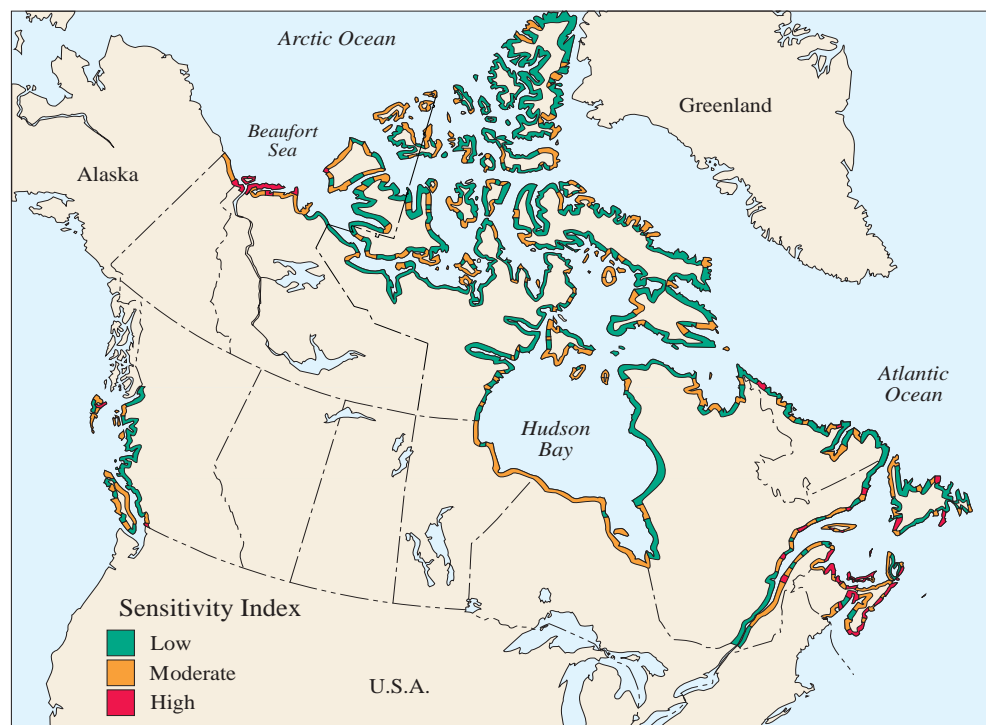 Arctic Ocean
Greenland
Beaufort
Sea
Alaska
Atlantic
Ocean
Hudson
Bay
Sensitivity Index
Low
Moderate
High
U.S.A.